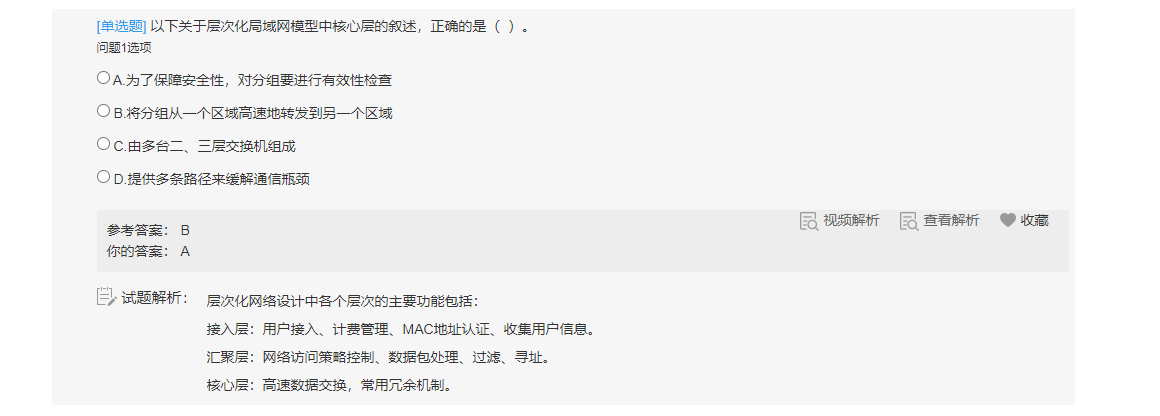 [单选题] 以下关于层次化局域网模型中核心层的叙述，正确的是（ ）。
问题1选项
A.为了保障安全性，对分组要进行有效性检查
B.将分组从一个区域高速地转发到另一个区域
C.由多台二、三层交换机组成
D.提供多条路径来缓解通信瓶颈
视频解析 查看解析 收藏
参考答案： B
你的答案： A
试题解析： 层次化网络设计中各个层次的主要功能包括：
接入层：用户接入、计费管理、MAC地址认证、收集用户信息。
汇聚层：网络访问策略控制、数据包处理、过滤、寻址。
核心层：高速数据交换，常用冗余机制。